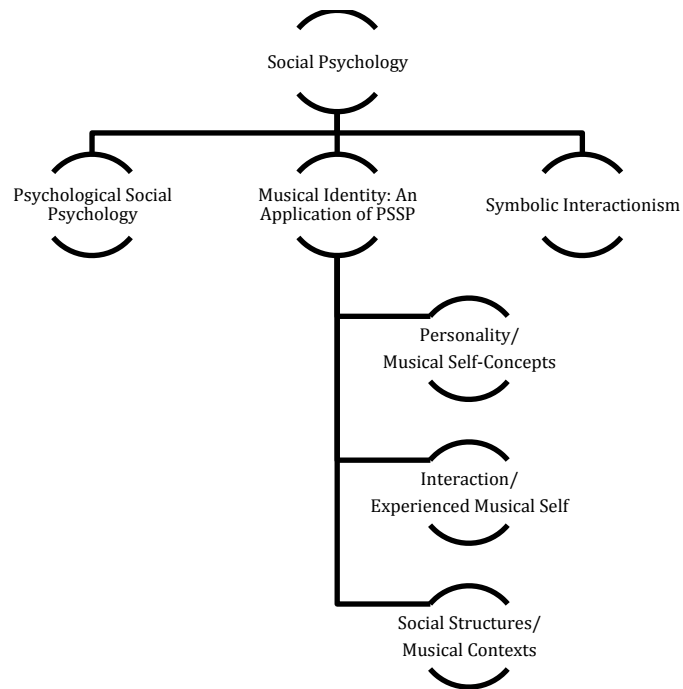 Social Psychology
Psychological Social
Psychology
Musical Identity: An
Application of PSSP
Symbolic Interactionism
Personality/
Musical Self-Concepts
Interaction/
Experienced Musical Self
Social Structures/
Musical Contexts